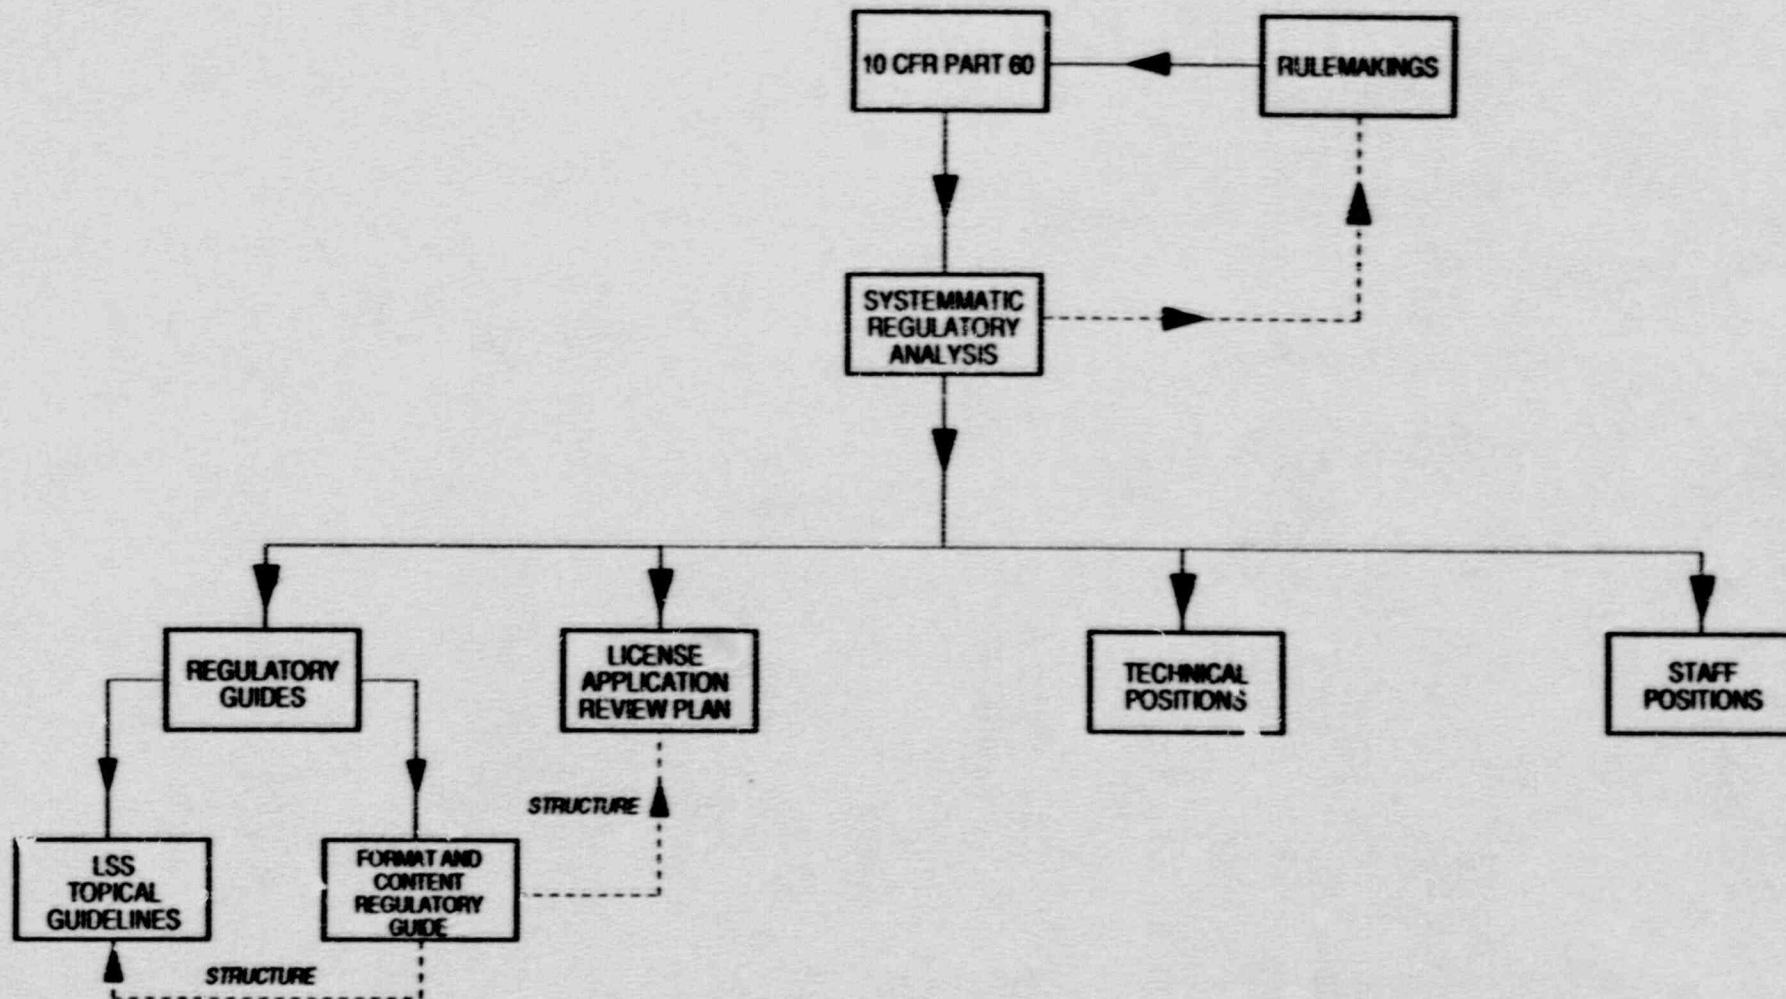 10 CFR PART 60
RULEMAKINGS
SYSTEMMATIC
REGULATORY
ANALYSIS
REGULATORY
GUIDES
LICENSE
APPLICATION
REVIEW PLAN
TECHNICAL
POSITIONS
STAFF
POSITIONS
STRUCTURE
LSS
TOPICAL
GUIDELINES
FORMAT AND
CONTENT
REGULATORY
GUIDE
STRUCTURE